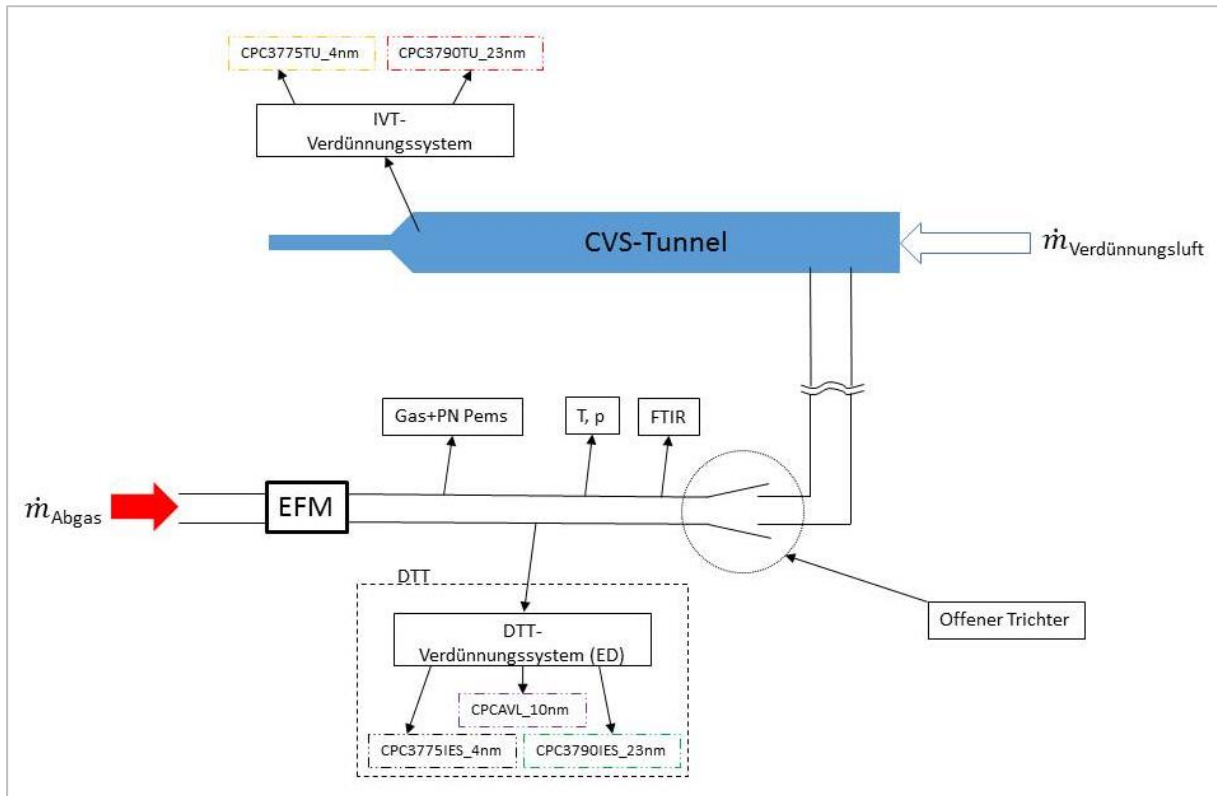 CPC3775TU_4nm
CPC3790TU_23nm
IVT-
Verdünnungssystem
CVS-Tunnel
ṁVerdünnungsluft
Gas+PN Pems
T, p
FTIR
ṁAbgas
EFM
DTT
Offener Trichter
DTT-
Verdünnungssystem (ED)
CPCAVL_10nm
CPC3775IES_4nm
CPC3790IES_23nm